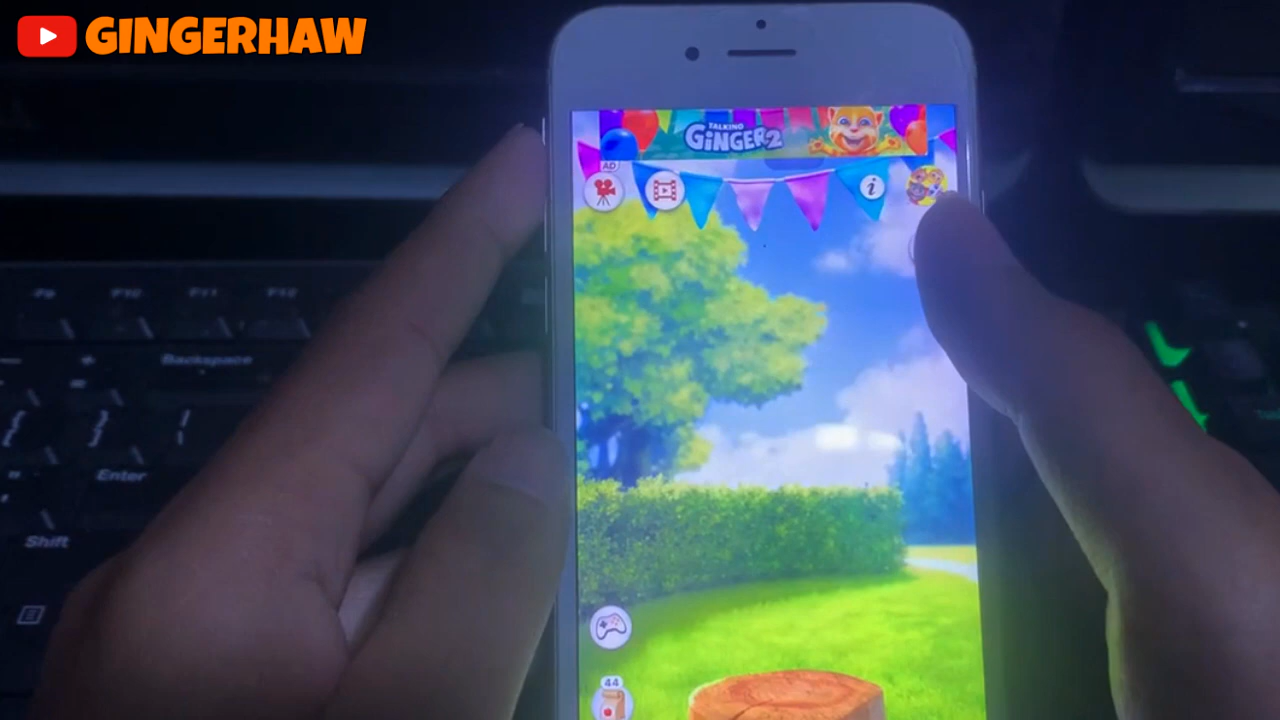 GINGERHAW
TALKING
GINGER2
AD
i
44
F9 F10 F11 F12
Backspace
Enter
Shift